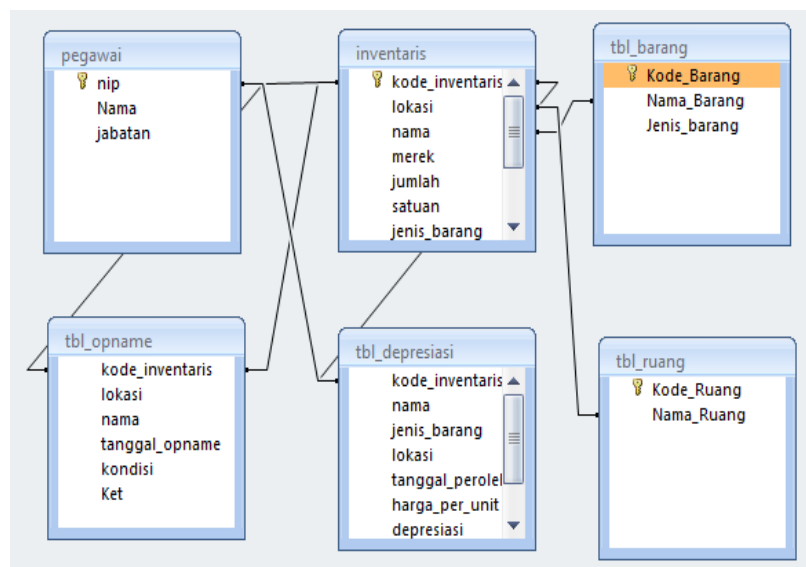 pegawai
nip
Nama
jabatan
inventaris
kode_inventaris
lokasi
nama
merek
jumlah
satuan
jenis_barang
tbl_barang
Kode_Barang
Nama_Barang
Jenis_barang
tbl_opname
kode_inventaris
lokasi
nama
tanggal_opname
kondisi
Ket
tbl_depresiasi
kode_inventaris
nama
jenis_barang
lokasi
tanggal_perolel
harga_per_unit
depresiasi
tbl_ruang
Kode_Ruang
Nama_Ruang